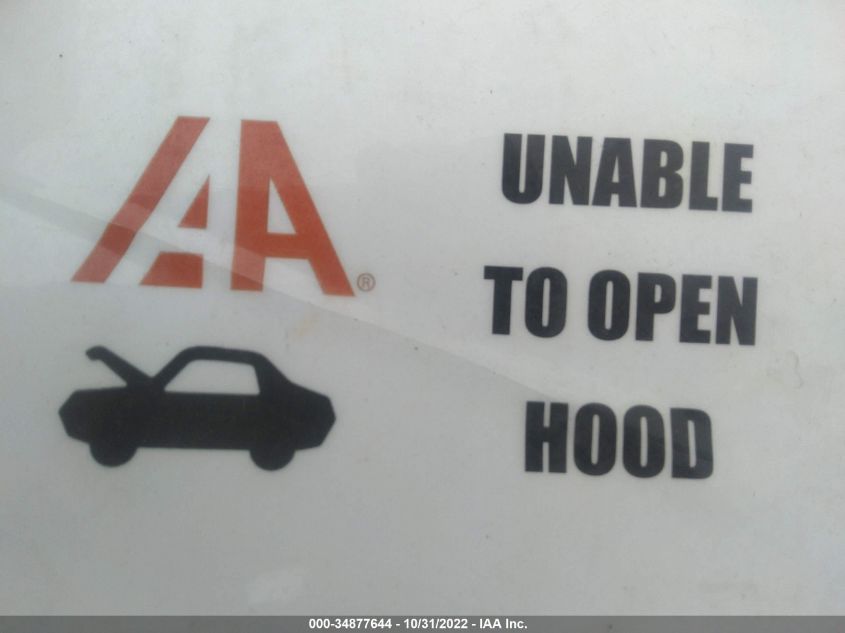 IAA®
UNABLE
TO OPEN
HOOD
000-34877644 - 10/31/2022 - IAA Inc.